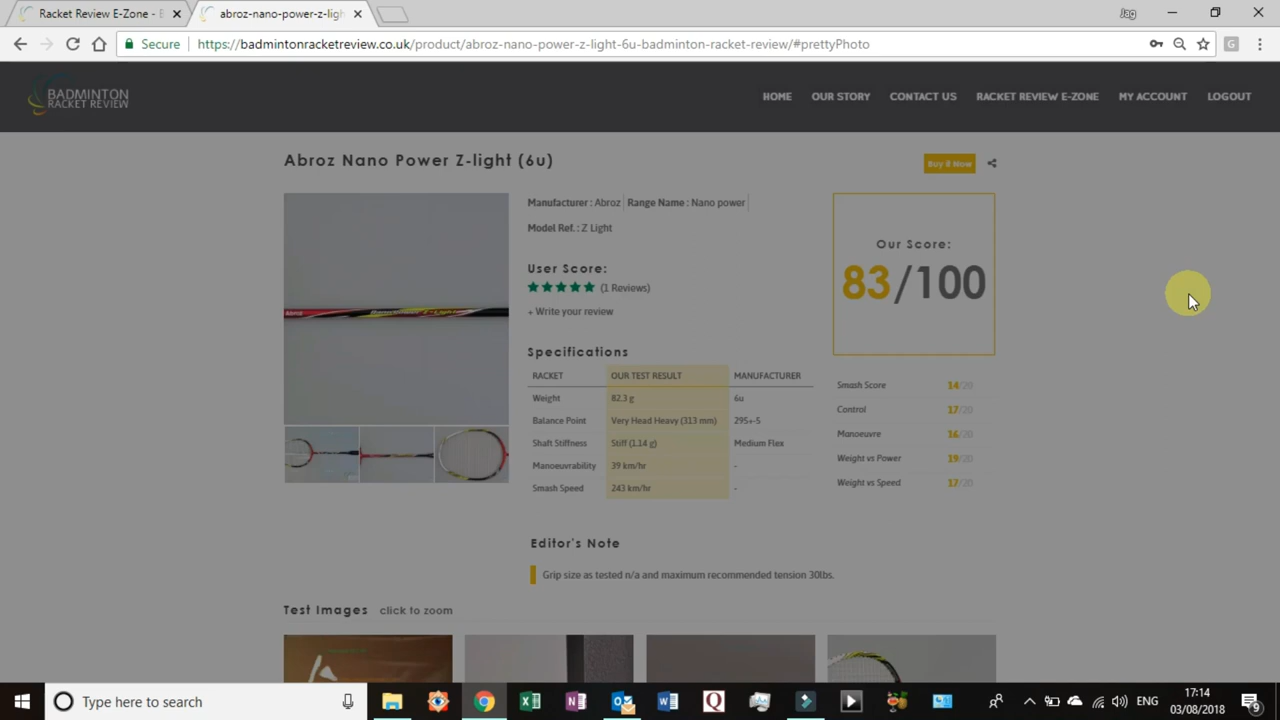 Racket Review E-Zone - B
abroz-nano-power-z-ligh
Jag
Secure
https://badmintonracketreview.co.uk/product/abroz-nano-power-z-light-6u-badminton-racket-review/#prettyPhoto
BADMINTON
RACKET REVIEW
HOME OUR STORY CONTACT US RACKET REVIEW E-ZONE MY ACCOUNT LOGOUT
Abroz Nano Power Z-light (6u)
Buy it Now
Manufacturer : Abroz Range Name : Nano power
Model Ref. : Z Light
User Score:
(1 Reviews)
+ Write your review
Our Score:
83/100
Specifications
RACKET OUR TEST RESULT MANUFACTURER
Weight 82.3 g 6u
Balance Point Very Head Heavy (313 mm) 295+-5
Shaft Stiffness Stiff (1.14 g) Medium Flex
Manoeuvrability 39 km/hr -
Smash Speed 243 km/hr -
Smash Score 14/20
Control 17/20
Manoeuvre 16/20
Weight vs Power 19/20
Weight vs Speed 17/20
Editor's Note
Grip size as tested n/a and maximum recommended tension 30lbs.
Test Images click to zoom
Type here to search
ENG
17:14
03/08/2018
9